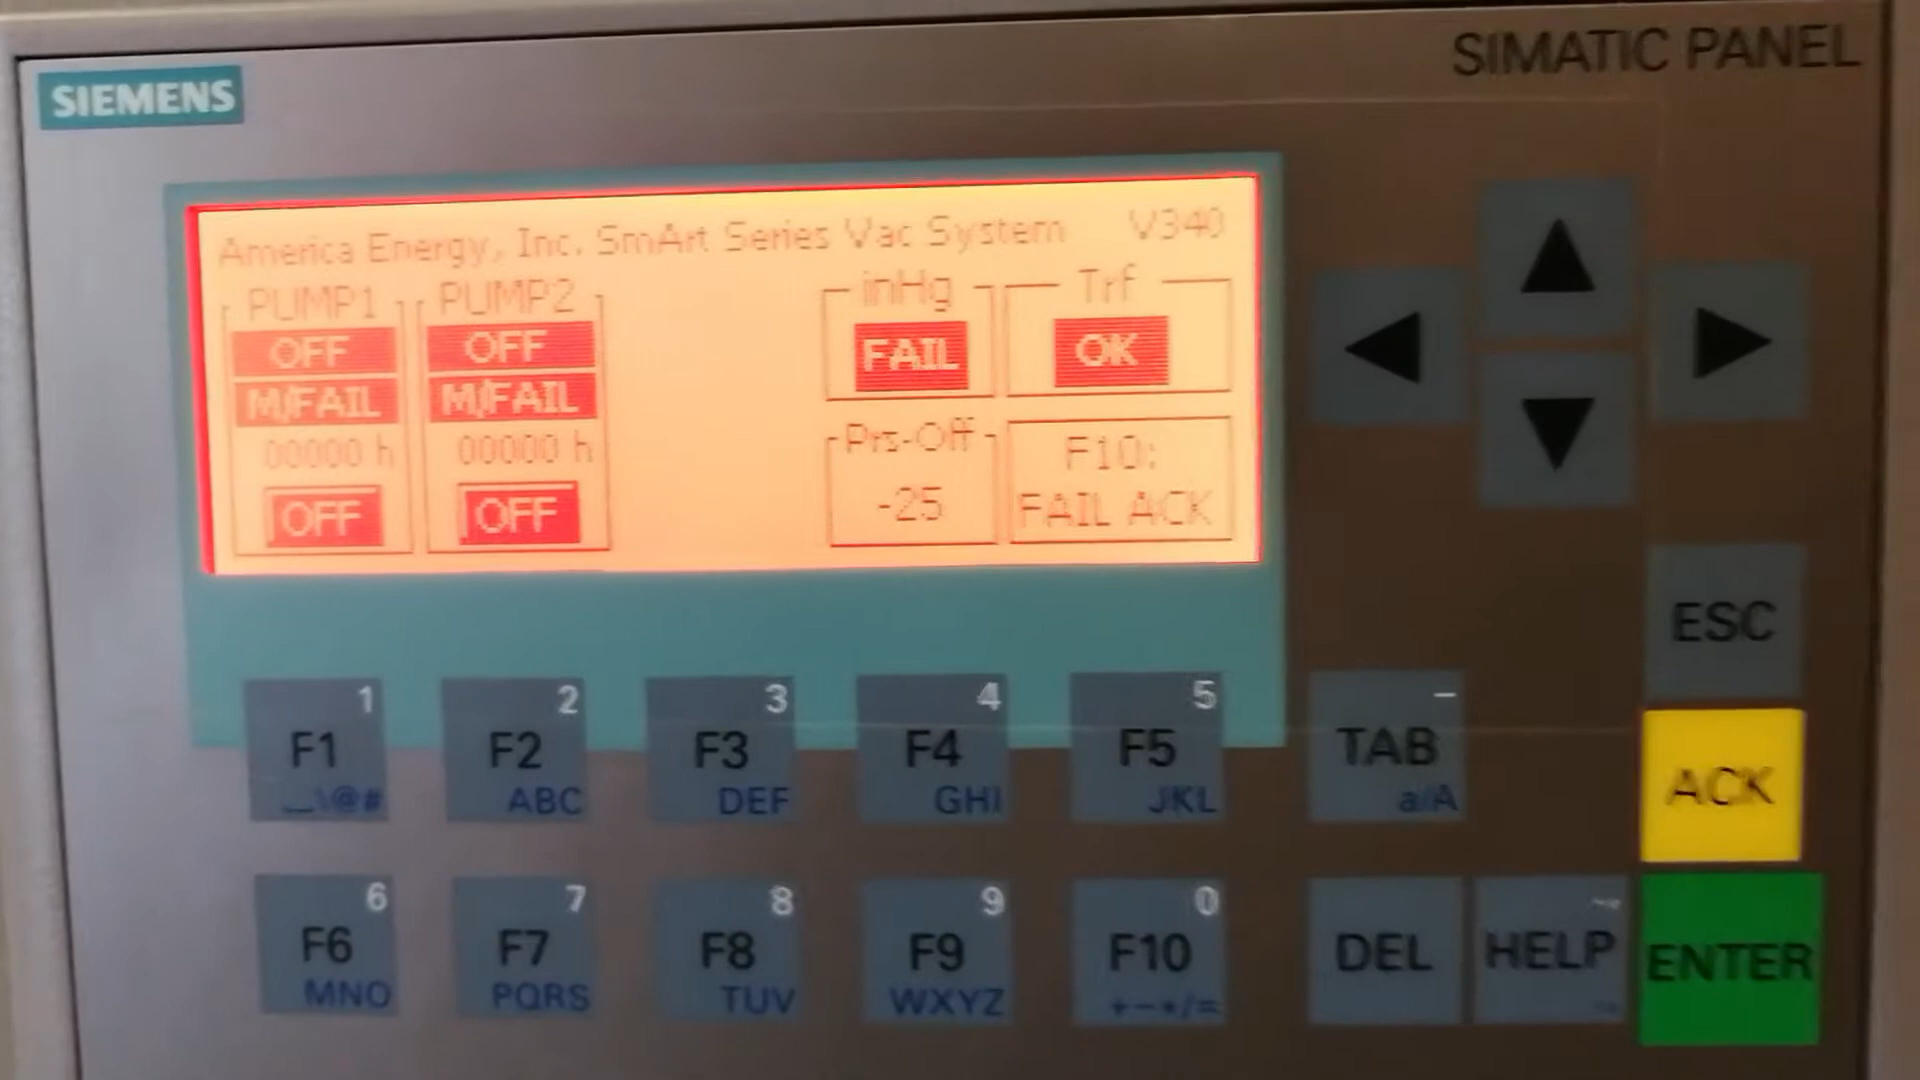 SIMATIC PANEL
SIEMENS
America Energy, Inc. SmArt Series Vac System V340
PUMP1 PUMP2 inHg Trf
OFF OFF FAIL OK
M/FAIL M/FAIL
00000 h 00000 h Prs-Off F10:
OFF OFF -25 FAIL ACK
ESC
1 2 3 4 5 –
F1 F2 F3 F4 F5 TAB
_\@# ABC DEF GHI JKL a/A
ACK
6 7 8 9 0
F6 F7 F8 F9 F10 DEL HELP ENTER
MNO PQRS TUV WXYZ +−*/=